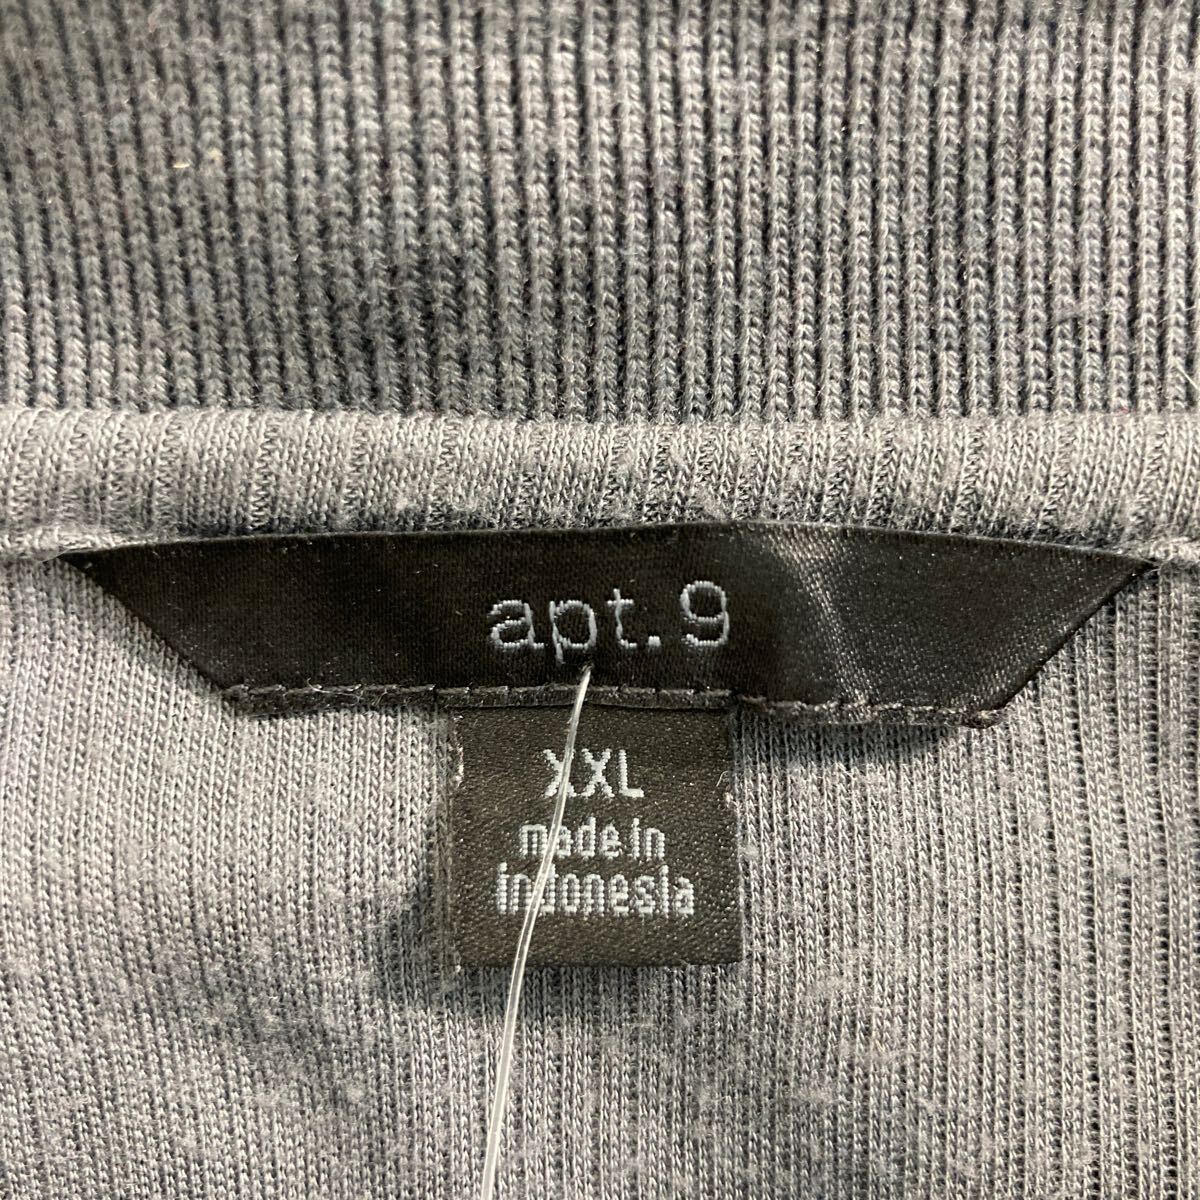 apt.9
XXL
made in
indonesia